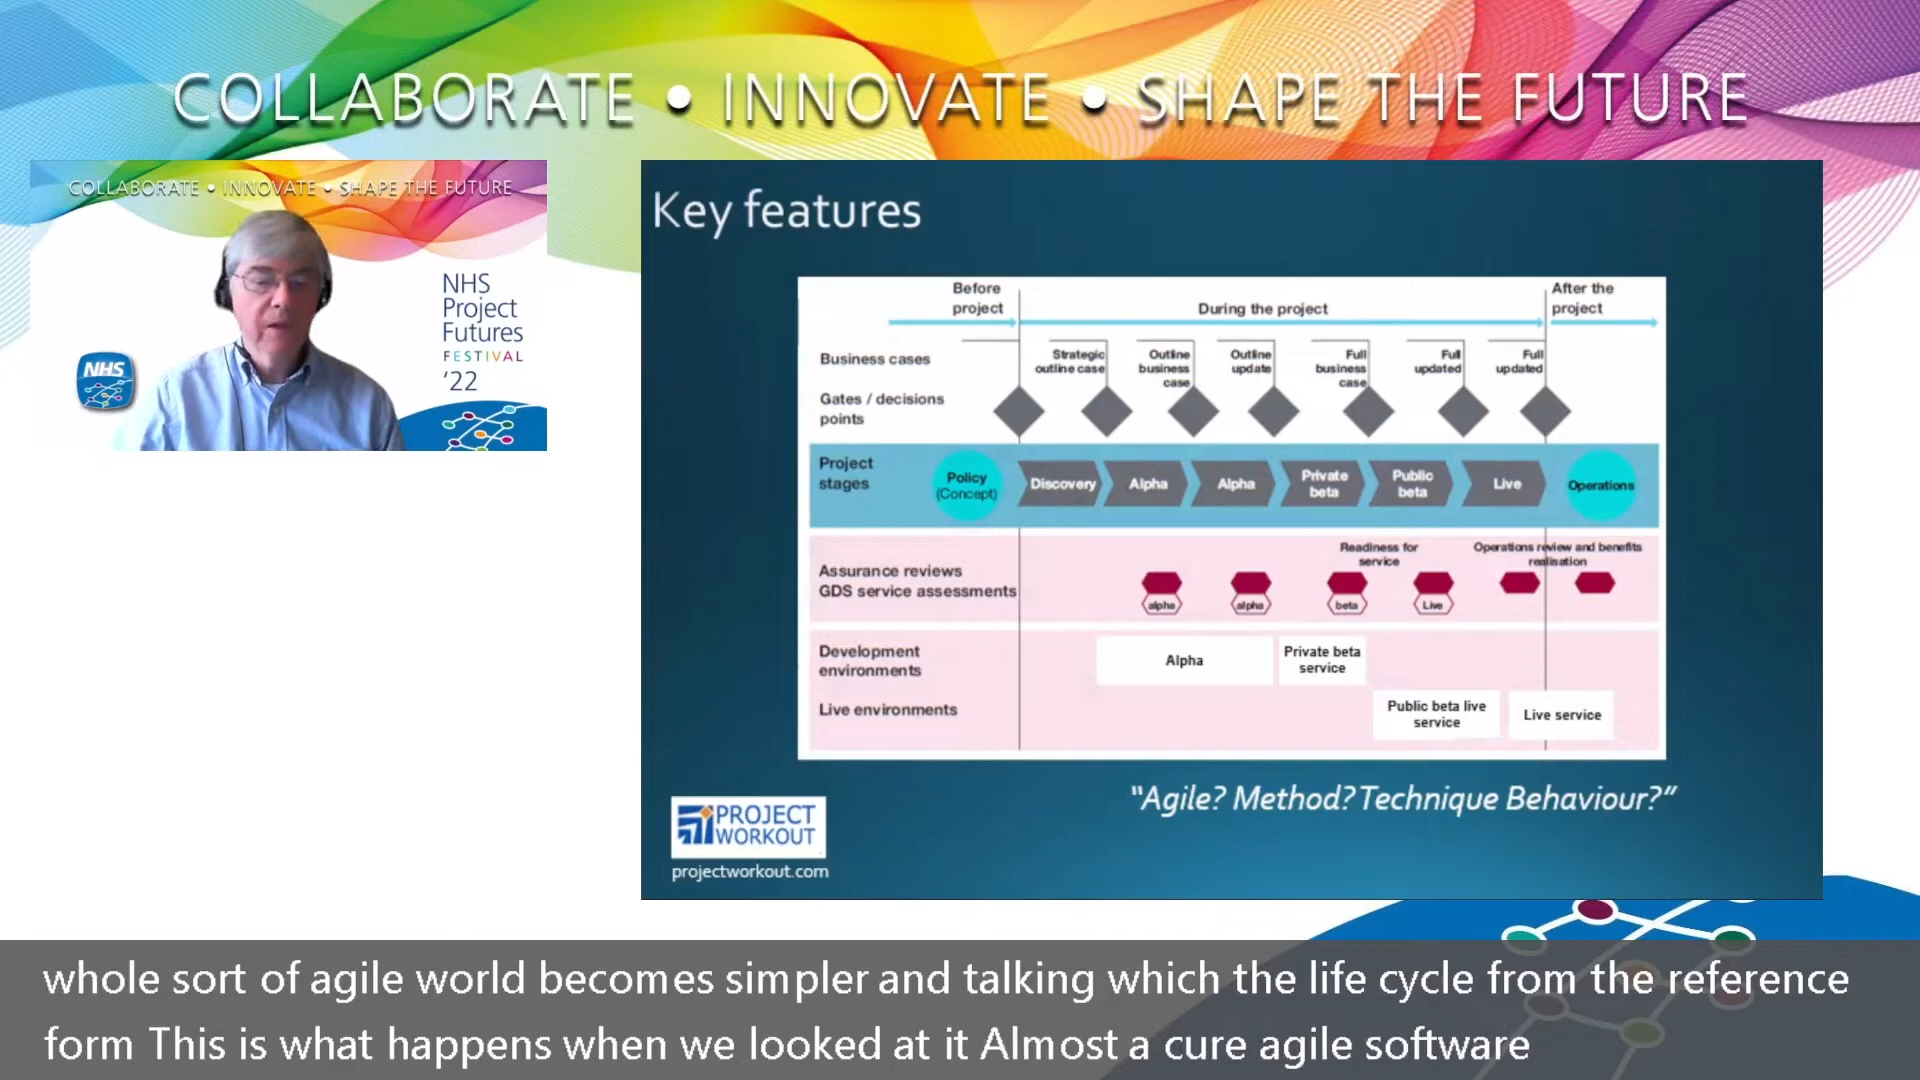 COLLABORATE • INNOVATE • SHAPE THE FUTURE
COLLABORATE • INNOVATE • SHAPE THE FUTURE
NHS
Project
Futures
FESTIVAL
'22
NHS
Key features
Before
project
During the project
After the
project
Business cases
Strategic
outline case
Outline
business
case
Outline
update
Full
business
case
Full
updated
Full
updated
Gates / decisions
points
Project
stages
Policy
(Concept)
Discovery
Alpha
Alpha
Private
beta
Public
beta
Live
Operations
Readiness for
service
Operations review and benefits
realisation
Assurance reviews
GDS service assessments
alpha
alpha
beta
Live
Development
environments
Alpha
Private beta
service
Live environments
Public beta live
service
Live service
"Agile? Method? Technique Behaviour?"
PROJECT
WORKOUT
projectworkout.com
whole sort of agile world becomes simpler and talking which the life cycle from the reference
form This is what happens when we looked at it Almost a cure agile software